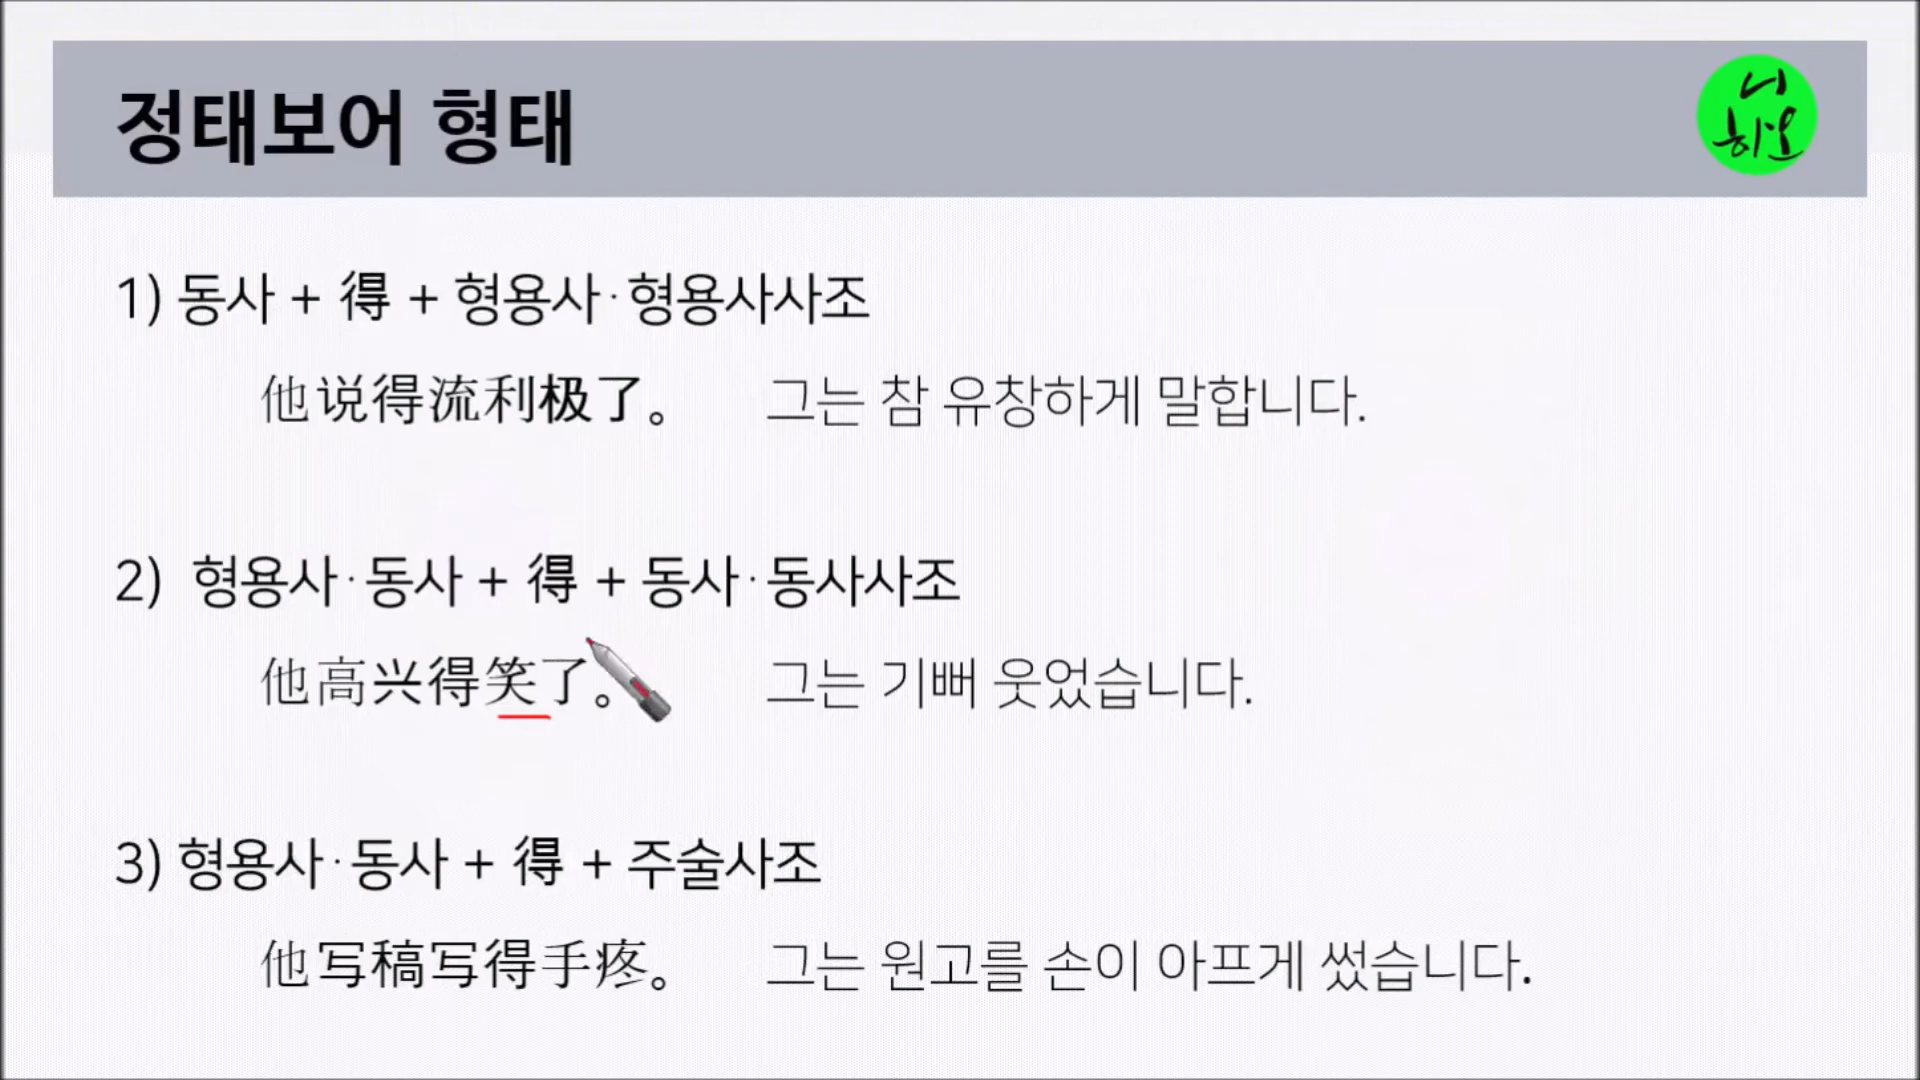 정태보어 형태
니
하오
1) 동사 + 得 + 형용사·형용사사조
他说得流利极了。 그는 참 유창하게 말합니다.
2) 형용사·동사 + 得 + 동사·동사사조
他高兴得笑了。 그는 기뻐 웃었습니다.
3) 형용사·동사 + 得 + 주술사조
他写稿写得手疼。 그는 원고를 손이 아프게 썼습니다.